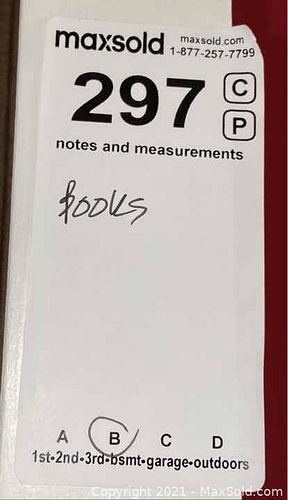 maxsold maxsold.com
1-877-257-7799
297 C
P
notes and measurements
Books
A B C D
1st-2nd-3rd-bsmt-garage-outdoors
Copyright 2021 - MaxSold.com